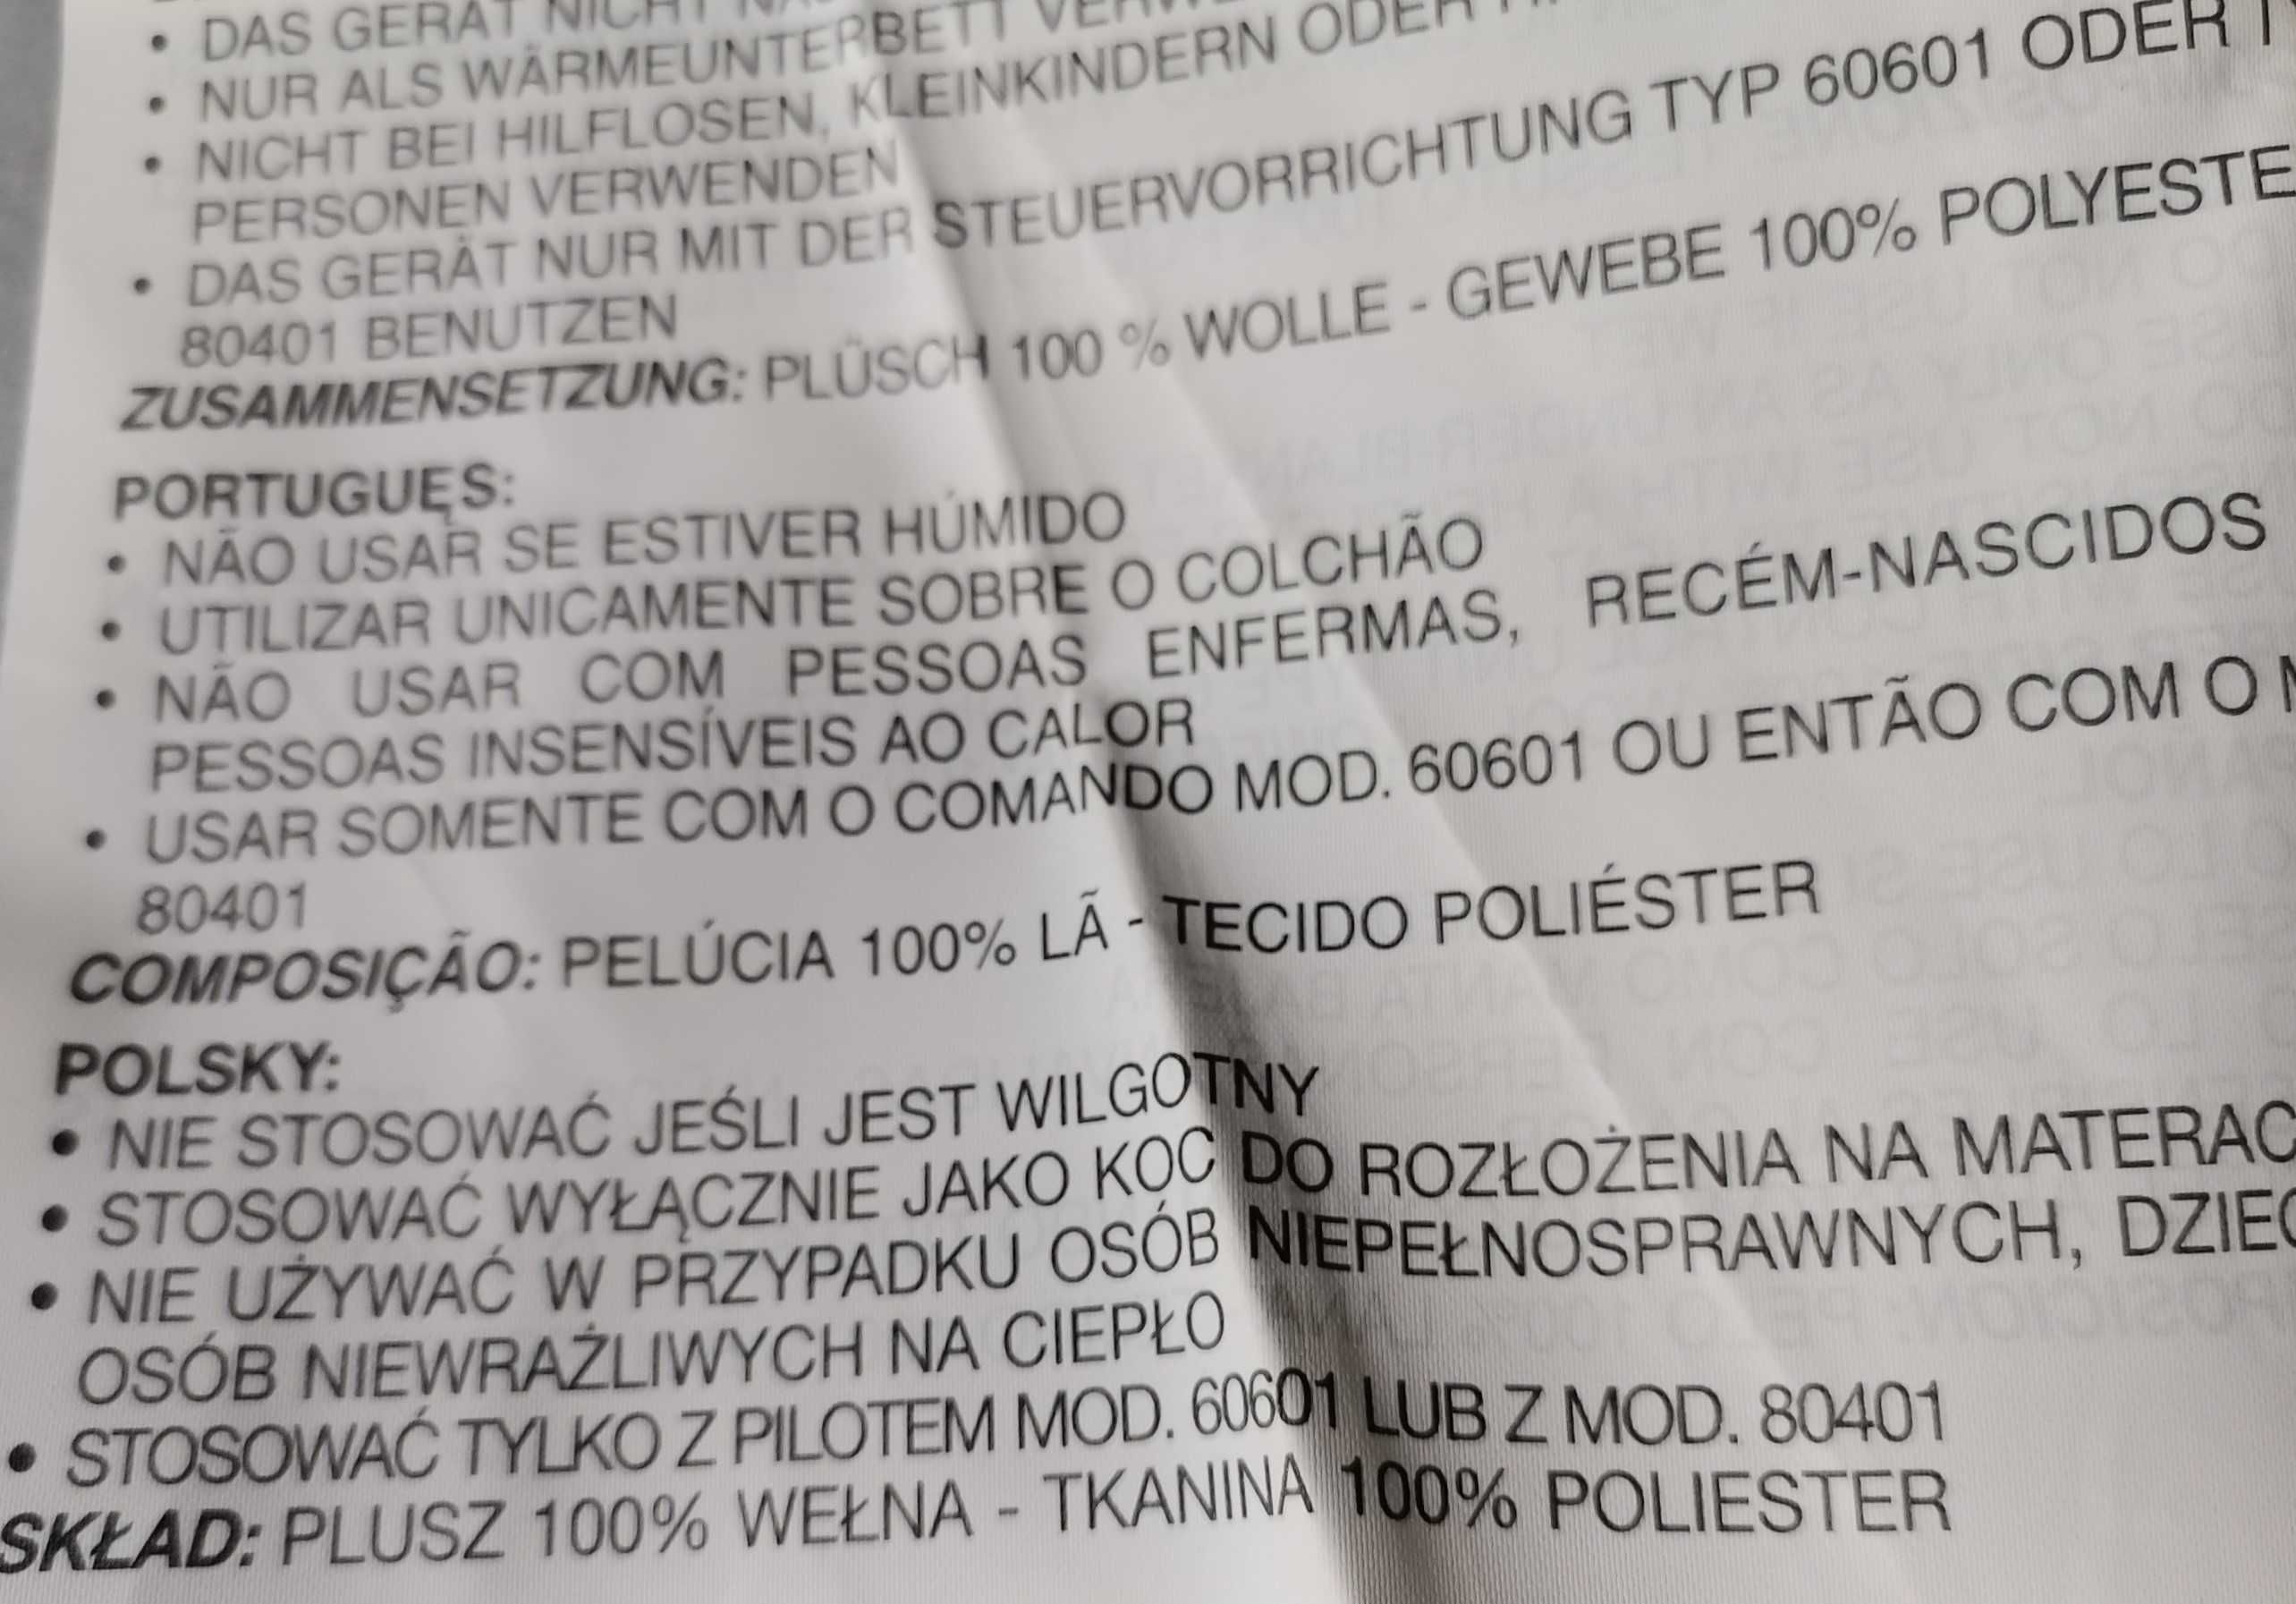 • DAS GERÄT NICHT
• NUR ALS WÄRMEUNTERBETT
• NICHT BEI HILFLOSEN, KLEINKINDERN ODER
PERSONEN VERWENDEN
• DAS GERÄT NUR MIT DER STEUERVORRICHTUNG TYP 60601 ODER
80401 BENUTZEN
ZUSAMMENSETZUNG: PLÜSCH 100 % WOLLE - GEWEBE 100% POLYESTE
PORTUGUĘS:
• NÃO USAR SE ESTIVER HÚMIDO
• UTILIZAR UNICAMENTE SOBRE O COLCHÃO
• NÃO USAR COM PESSOAS ENFERMAS, RECÉM-NASCIDOS
PESSOAS INSENSÍVEIS AO CALOR
• USAR SOMENTE COM O COMANDO MOD. 60601 OU ENTÃO COM O
80401
COMPOSIÇÃO: PELÚCIA 100% LÃ - TECIDO POLIÉSTER
POLSKY:
• NIE STOSOWAĆ JEŚLI JEST WILGOTNY
• STOSOWAĆ WYŁĄCZNIE JAKO KOC DO ROZŁOŻENIA NA MATERAC
• NIE UŻYWAĆ W PRZYPADKU OSÓB NIEPEŁNOSPRAWNYCH, DZIEC
OSÓB NIEWRAŻLIWYCH NA CIEPŁO
• STOSOWAĆ TYLKO Z PILOTEM MOD. 60601 LUB Z MOD. 80401
SKŁAD: PLUSZ 100% WEŁNA - TKANINA 100% POLIESTER